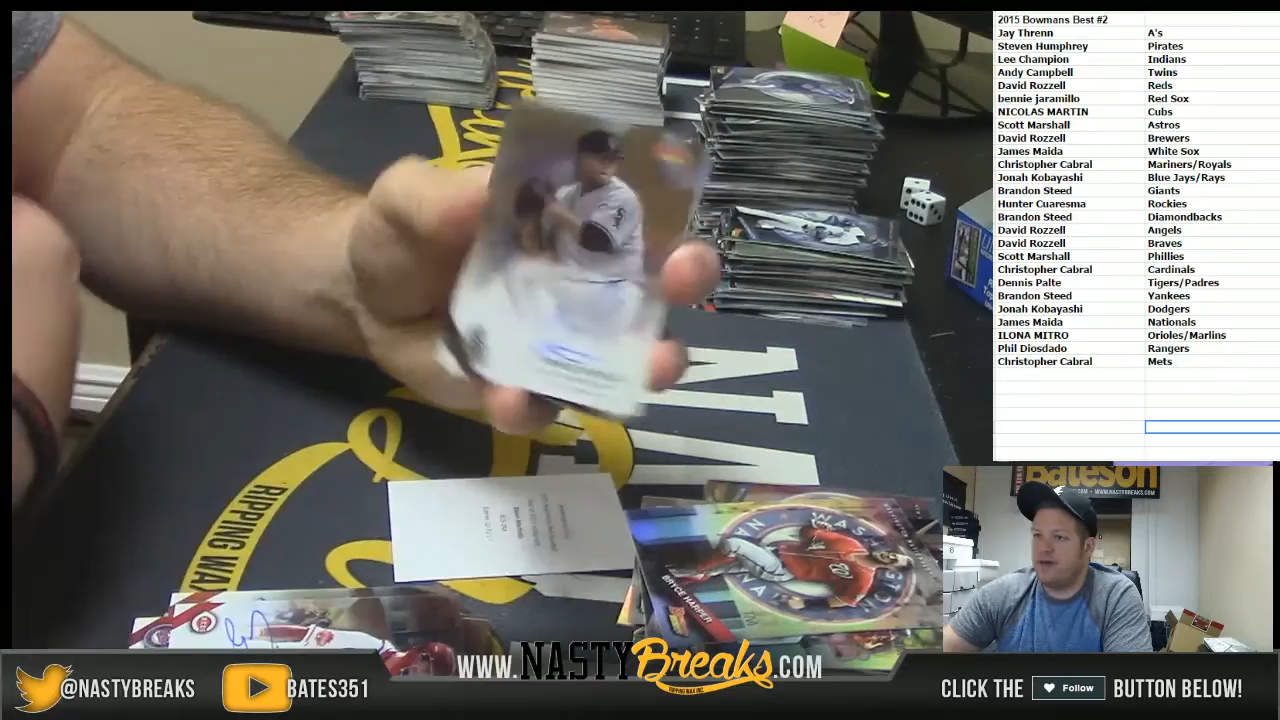 2015 Bowmans Best #2
Jay Threnn A's
Steven Humphrey Pirates
Lee Champion Indians
Andy Campbell Twins
David Rozzell Reds
bennie jaramillo Red Sox
NICOLAS MARTIN Cubs
Scott Marshall Astros
David Rozzell Brewers
James Maida White Sox
Christopher Cabral Mariners/Royals
Jonah Kobayashi Blue Jays/Rays
Brandon Steed Giants
Hunter Cuaresma Rockies
Brandon Steed Diamondbacks
David Rozzell Angels
David Rozzell Braves
Scott Marshall Phillies
Christopher Cabral Cardinals
Dennis Palte Tigers/Padres
Brandon Steed Yankees
Jonah Kobayashi Dodgers
James Maida Nationals
ILONA MITRO Orioles/Marlins
Phil Diosdado Rangers
Christopher Cabral Mets
Bateson
RIPPING WA
BRYCE HARPER
@NASTYBREAKS
BATES351
WWW.NASTYBreaks.COM
RIPPING WAX INC.
CLICK THE Follow BUTTON BELOW!